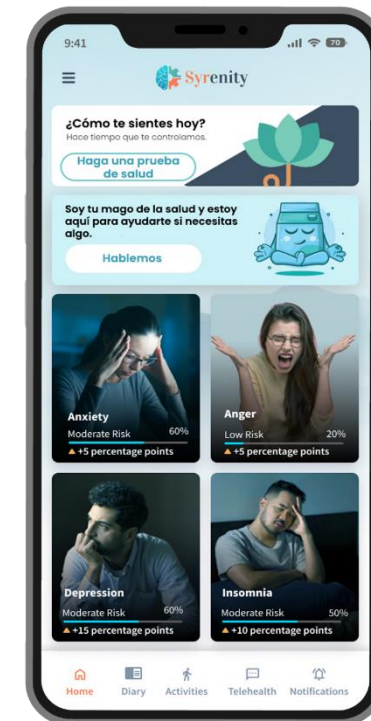 9:41
70
Syrenity
¿Cómo te sientes hoy?
Hace tiempo que te controlamos.
Haga una prueba
de salud
Soy tu mago de la salud y estoy
aquí para ayudarte si necesitas
algo.
Hablemos
Anxiety
Moderate Risk 60%
+5 percentage points
Anger
Low Risk 20%
+5 percentage points
Depression
Moderate Risk 60%
+15 percentage points
Insomnia
Moderate Risk 50%
+10 percentage points
Home Diary Activities Telehealth Notifications